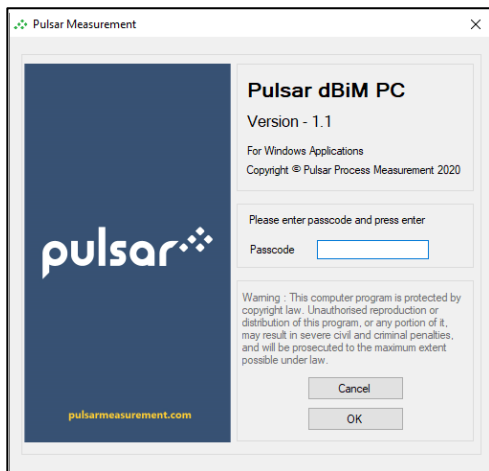 Pulsar Measurement
Pulsar dBiM PC
Version - 1.1
For Windows Applications
Copyright © Pulsar Process Measurement 2020
Please enter passcode and press enter
Passcode
pulsar
Warning : This computer program is protected by
copyright law. Unauthorised reproduction or
distribution of this program, or any portion of it,
may result in severe civil and criminal penalties,
and will be prosecuted to the maximum extent
possible under law.
Cancel
OK
pulsarmeasurement.com